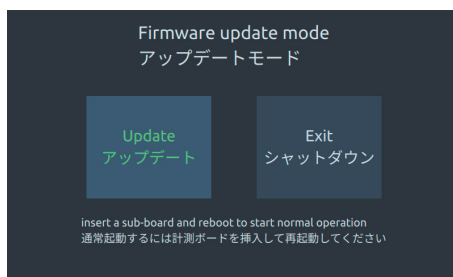 Firmware update mode
アップデートモード
Update
アップデート
Exit
シャットダウン
insert a sub-board and reboot to start normal operation
通常起動するには計測ボードを挿入して再起動してください